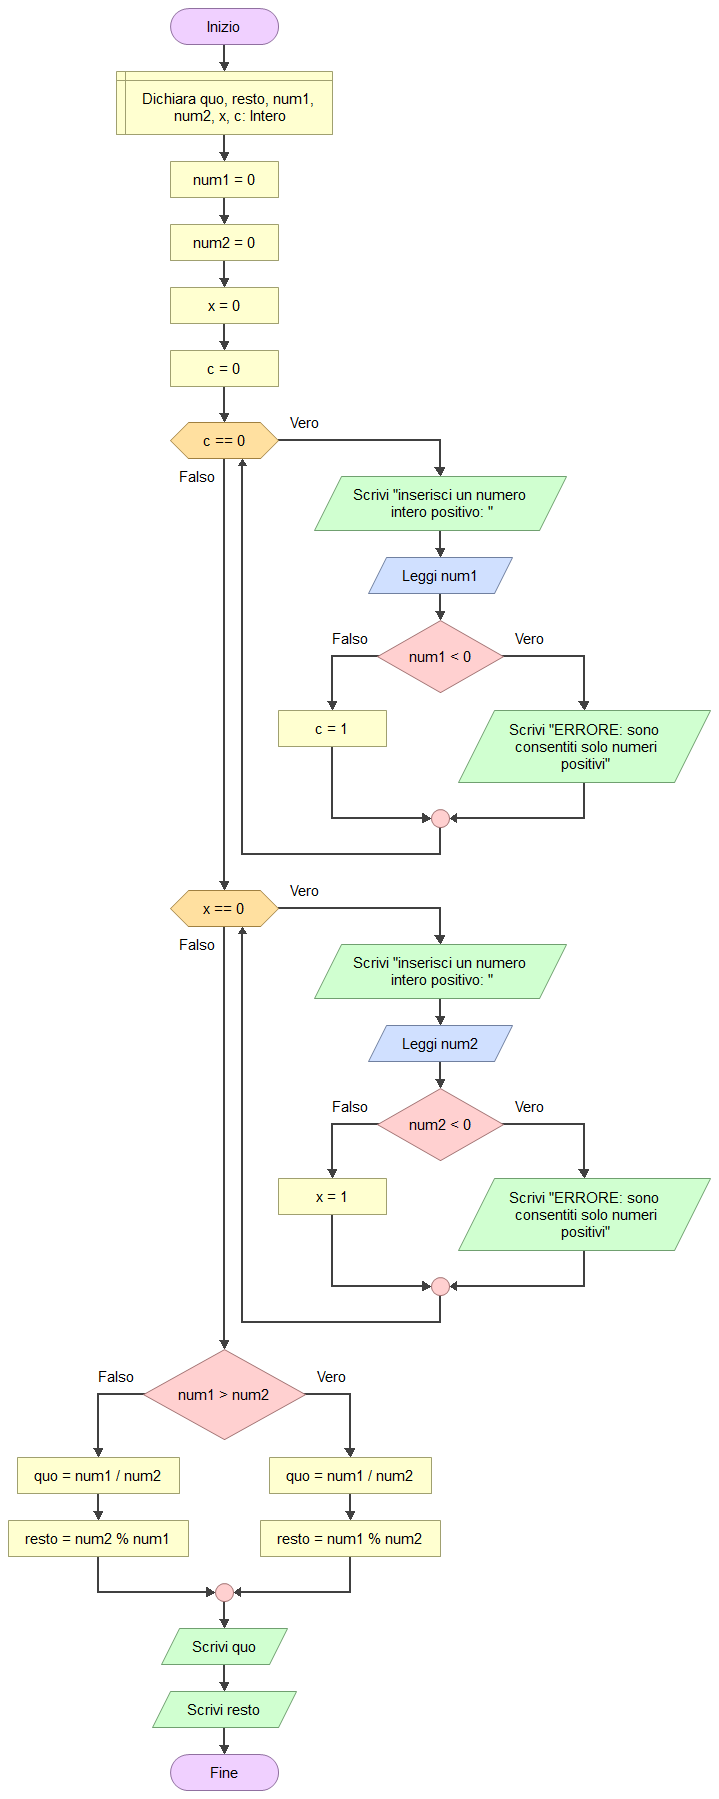 Inizio
Dichiara quo, resto, num1,
num2, x, c: Intero
num1 = 0
num2 = 0
x = 0
c = 0
c == 0
Vero
Falso
Scrivi "inserisci un numero
intero positivo: "
Leggi num1
num1 < 0
Falso
Vero
c = 1
Scrivi "ERRORE: sono
consentiti solo numeri
positivi"
x == 0
Vero
Falso
Scrivi "inserisci un numero
intero positivo: "
Leggi num2
num2 < 0
Falso
Vero
x = 1
Scrivi "ERRORE: sono
consentiti solo numeri
positivi"
num1 > num2
Falso
Vero
quo = num1 / num2
quo = num1 / num2
resto = num2 % num1
resto = num1 % num2
Scrivi quo
Scrivi resto
Fine